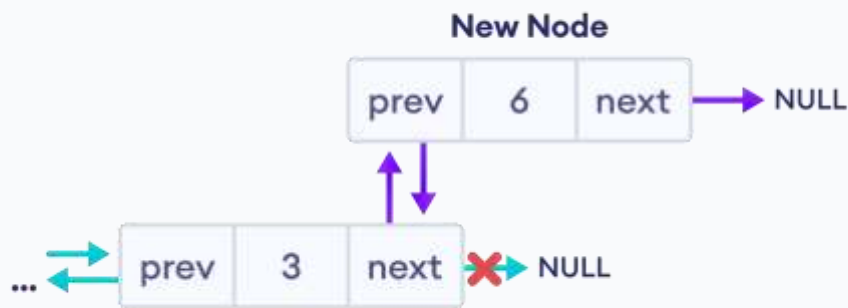 New Node
prev 6 next NULL
... prev 3 next NULL